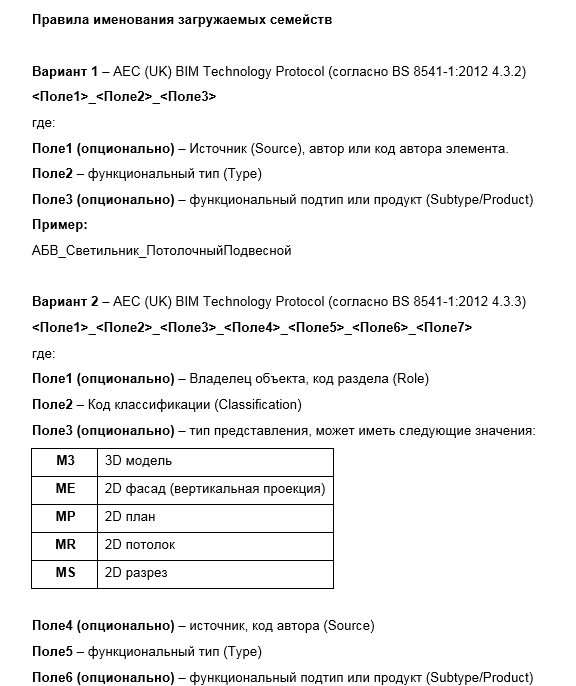 Правила именования загружаемых семейств
Вариант 1 – AEC (UK) BIM Technology Protocol (согласно BS 8541-1:2012 4.3.2)
<Поле1>_<Поле2>_<Поле3>
где:
Поле1 (опционально) – Источник (Source), автор или код автора элемента.
Поле2 – функциональный тип (Type)
Поле3 (опционально) – функциональный подтип или продукт (Subtype/Product)
Пример:
АБВ_Светильник_ПотолочныйПодвесной
Вариант 2 – AEC (UK) BIM Technology Protocol (согласно BS 8541-1:2012 4.3.3)
<Поле1>_<Поле2>_<Поле3>_<Поле4>_<Поле5>_<Поле6>_<Поле7>
где:
Поле1 (опционально) – Владелец объекта, код раздела (Role)
Поле2 – Код классификации (Classification)
Поле3 (опционально) – тип представления, может иметь следующие значения:
M3 3D модель
ME 2D фасад (вертикальная проекция)
MP 2D план
MR 2D потолок
MS 2D разрез
Поле4 (опционально) – источник, код автора (Source)
Поле5 – функциональный тип (Type)
Поле6 (опционально) – функциональный подтип или продукт (Subtype/Product)